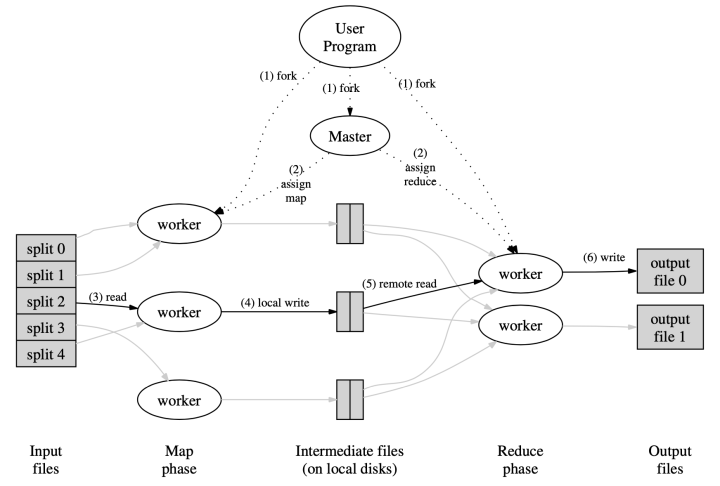 User
Program
(1) fork
(1) fork
(1) fork
Master
(2)
assign
map
(2)
assign
reduce
worker
split 0
split 1
split 2
split 3
split 4
(3) read
worker
(4) local write
(5) remote read
worker
(6) write
output
file 0
worker
output
file 1
worker
Input
files
Map
phase
Intermediate files
(on local disks)
Reduce
phase
Output
files